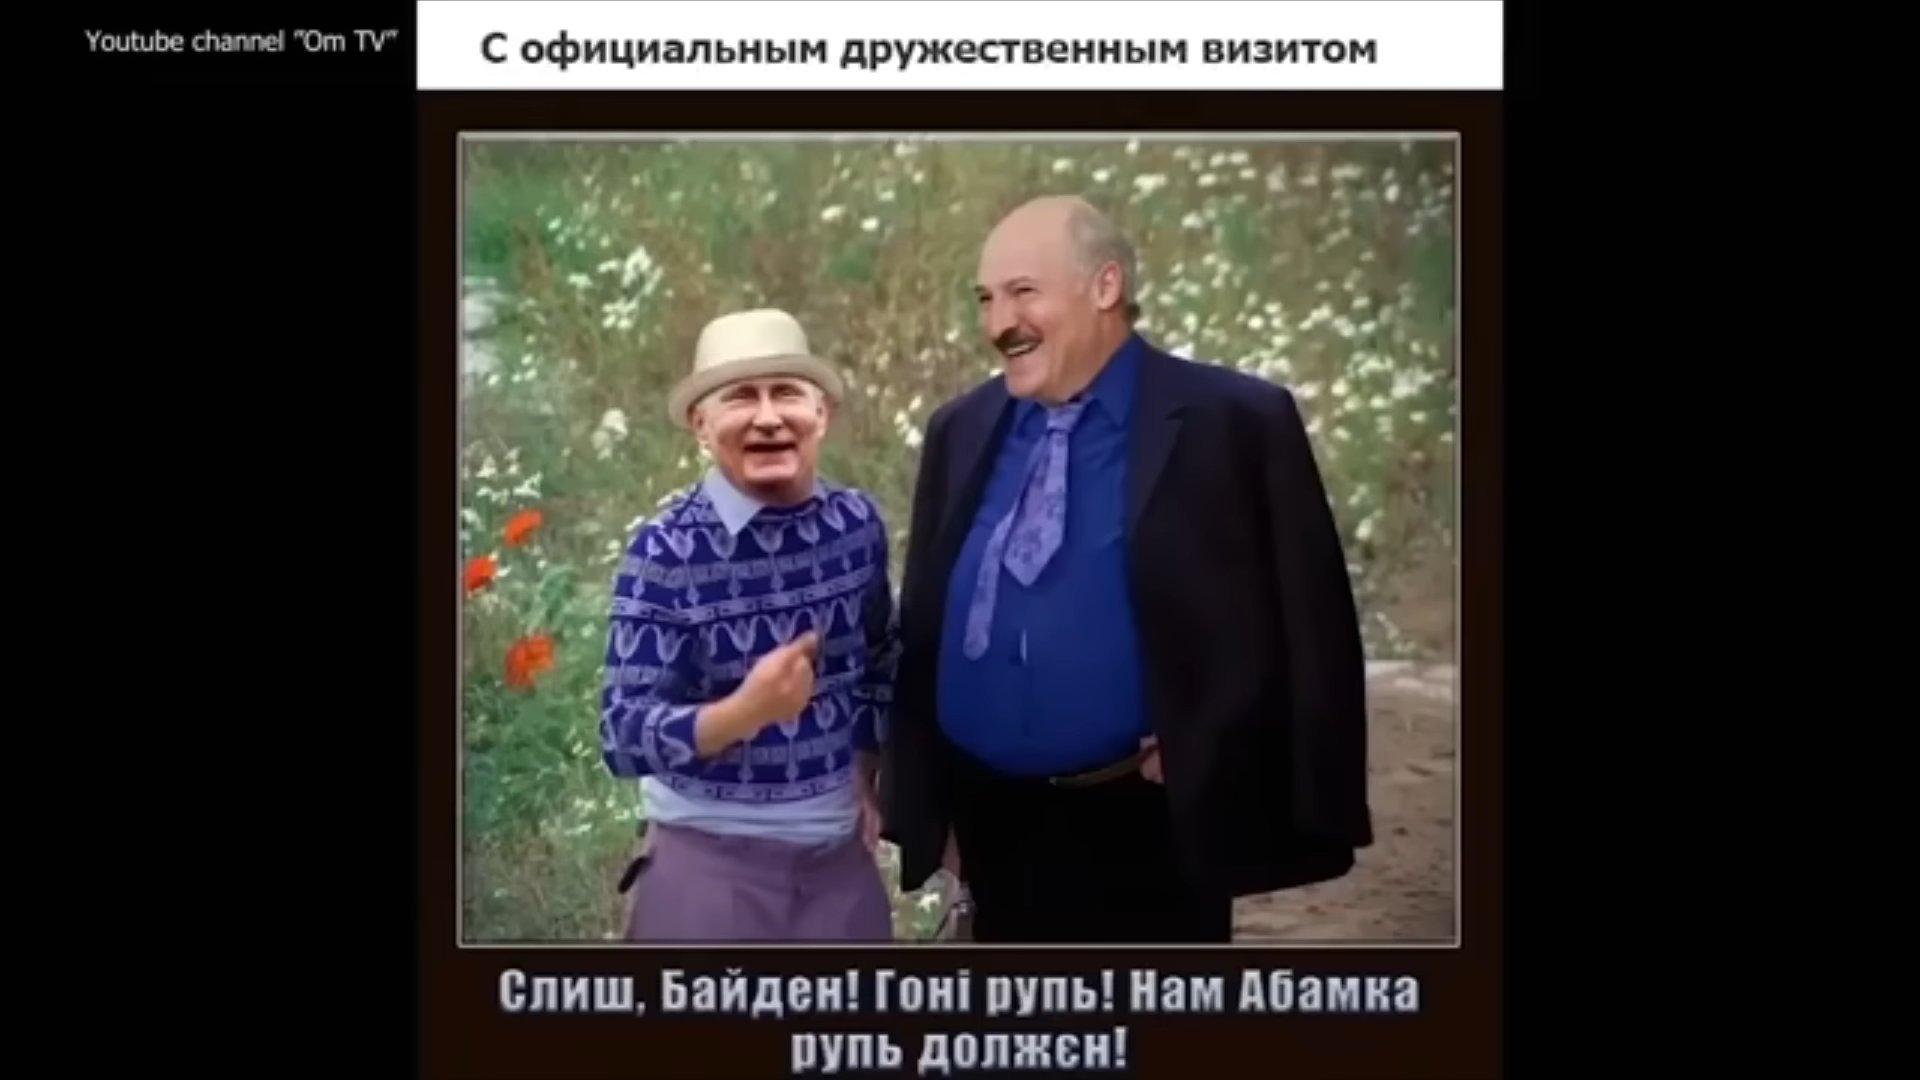 Youtube channel "Om TV"
С официальным дружественным визитом
Слиш, Байден! Гоні рупь! Нам Абамка
рупь должєн!